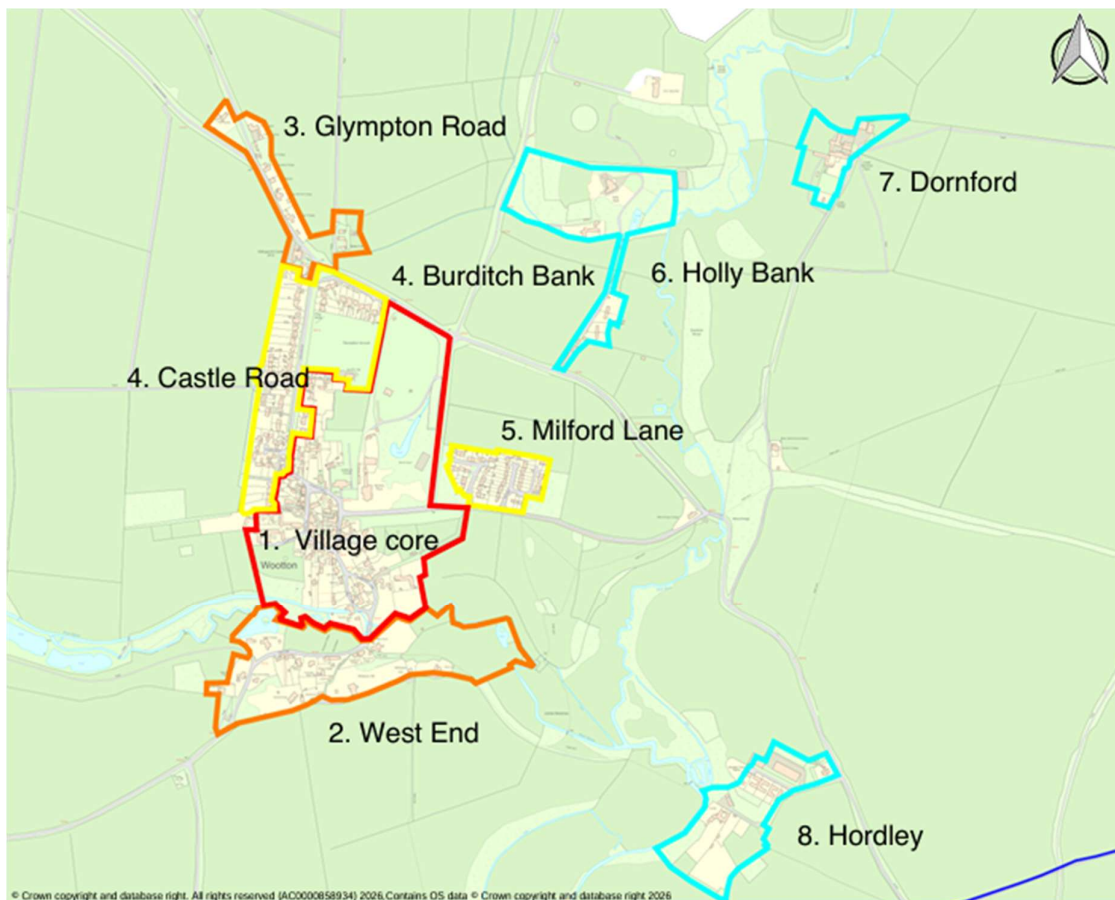 3. Glympton Road
7. Dornford
4. Burditch Bank
6. Holly Bank
4. Castle Road
5. Milford Lane
1.  Village core
Wootton
2. West End
8. Hordley
© Crown copyright and database right. All rights reserved (AC0000858934) 2026.Contains OS data © Crown copyright and database right 2026